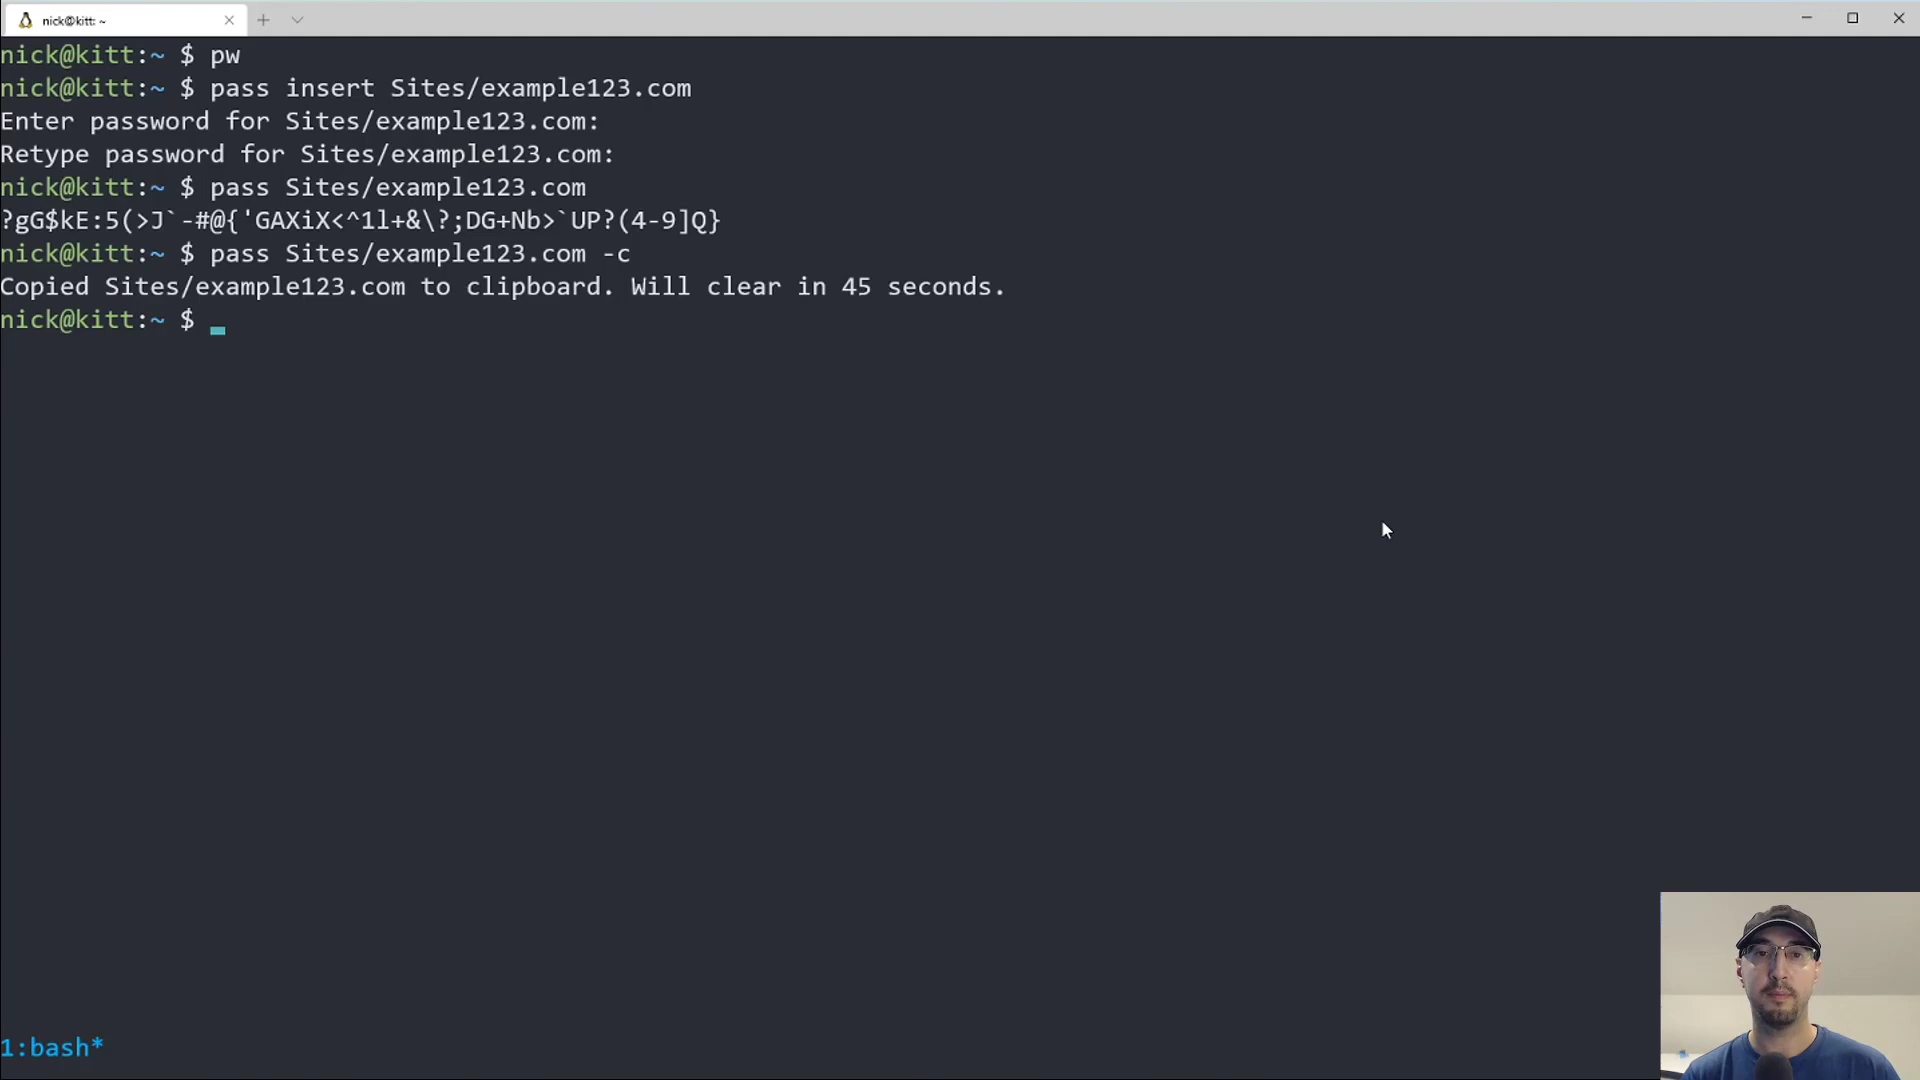 nick@kitt: ~
nick@kitt:~ $ pw
nick@kitt:~ $ pass insert Sites/example123.com
Enter password for Sites/example123.com:
Retype password for Sites/example123.com:
nick@kitt:~ $ pass Sites/example123.com
?gG$kE:5(>J`-#@{'GAXiX<^1l+&\?;DG+Nb>`UP?(4-9]Q}
nick@kitt:~ $ pass Sites/example123.com -c
Copied Sites/example123.com to clipboard. Will clear in 45 seconds.
nick@kitt:~ $
1:bash*